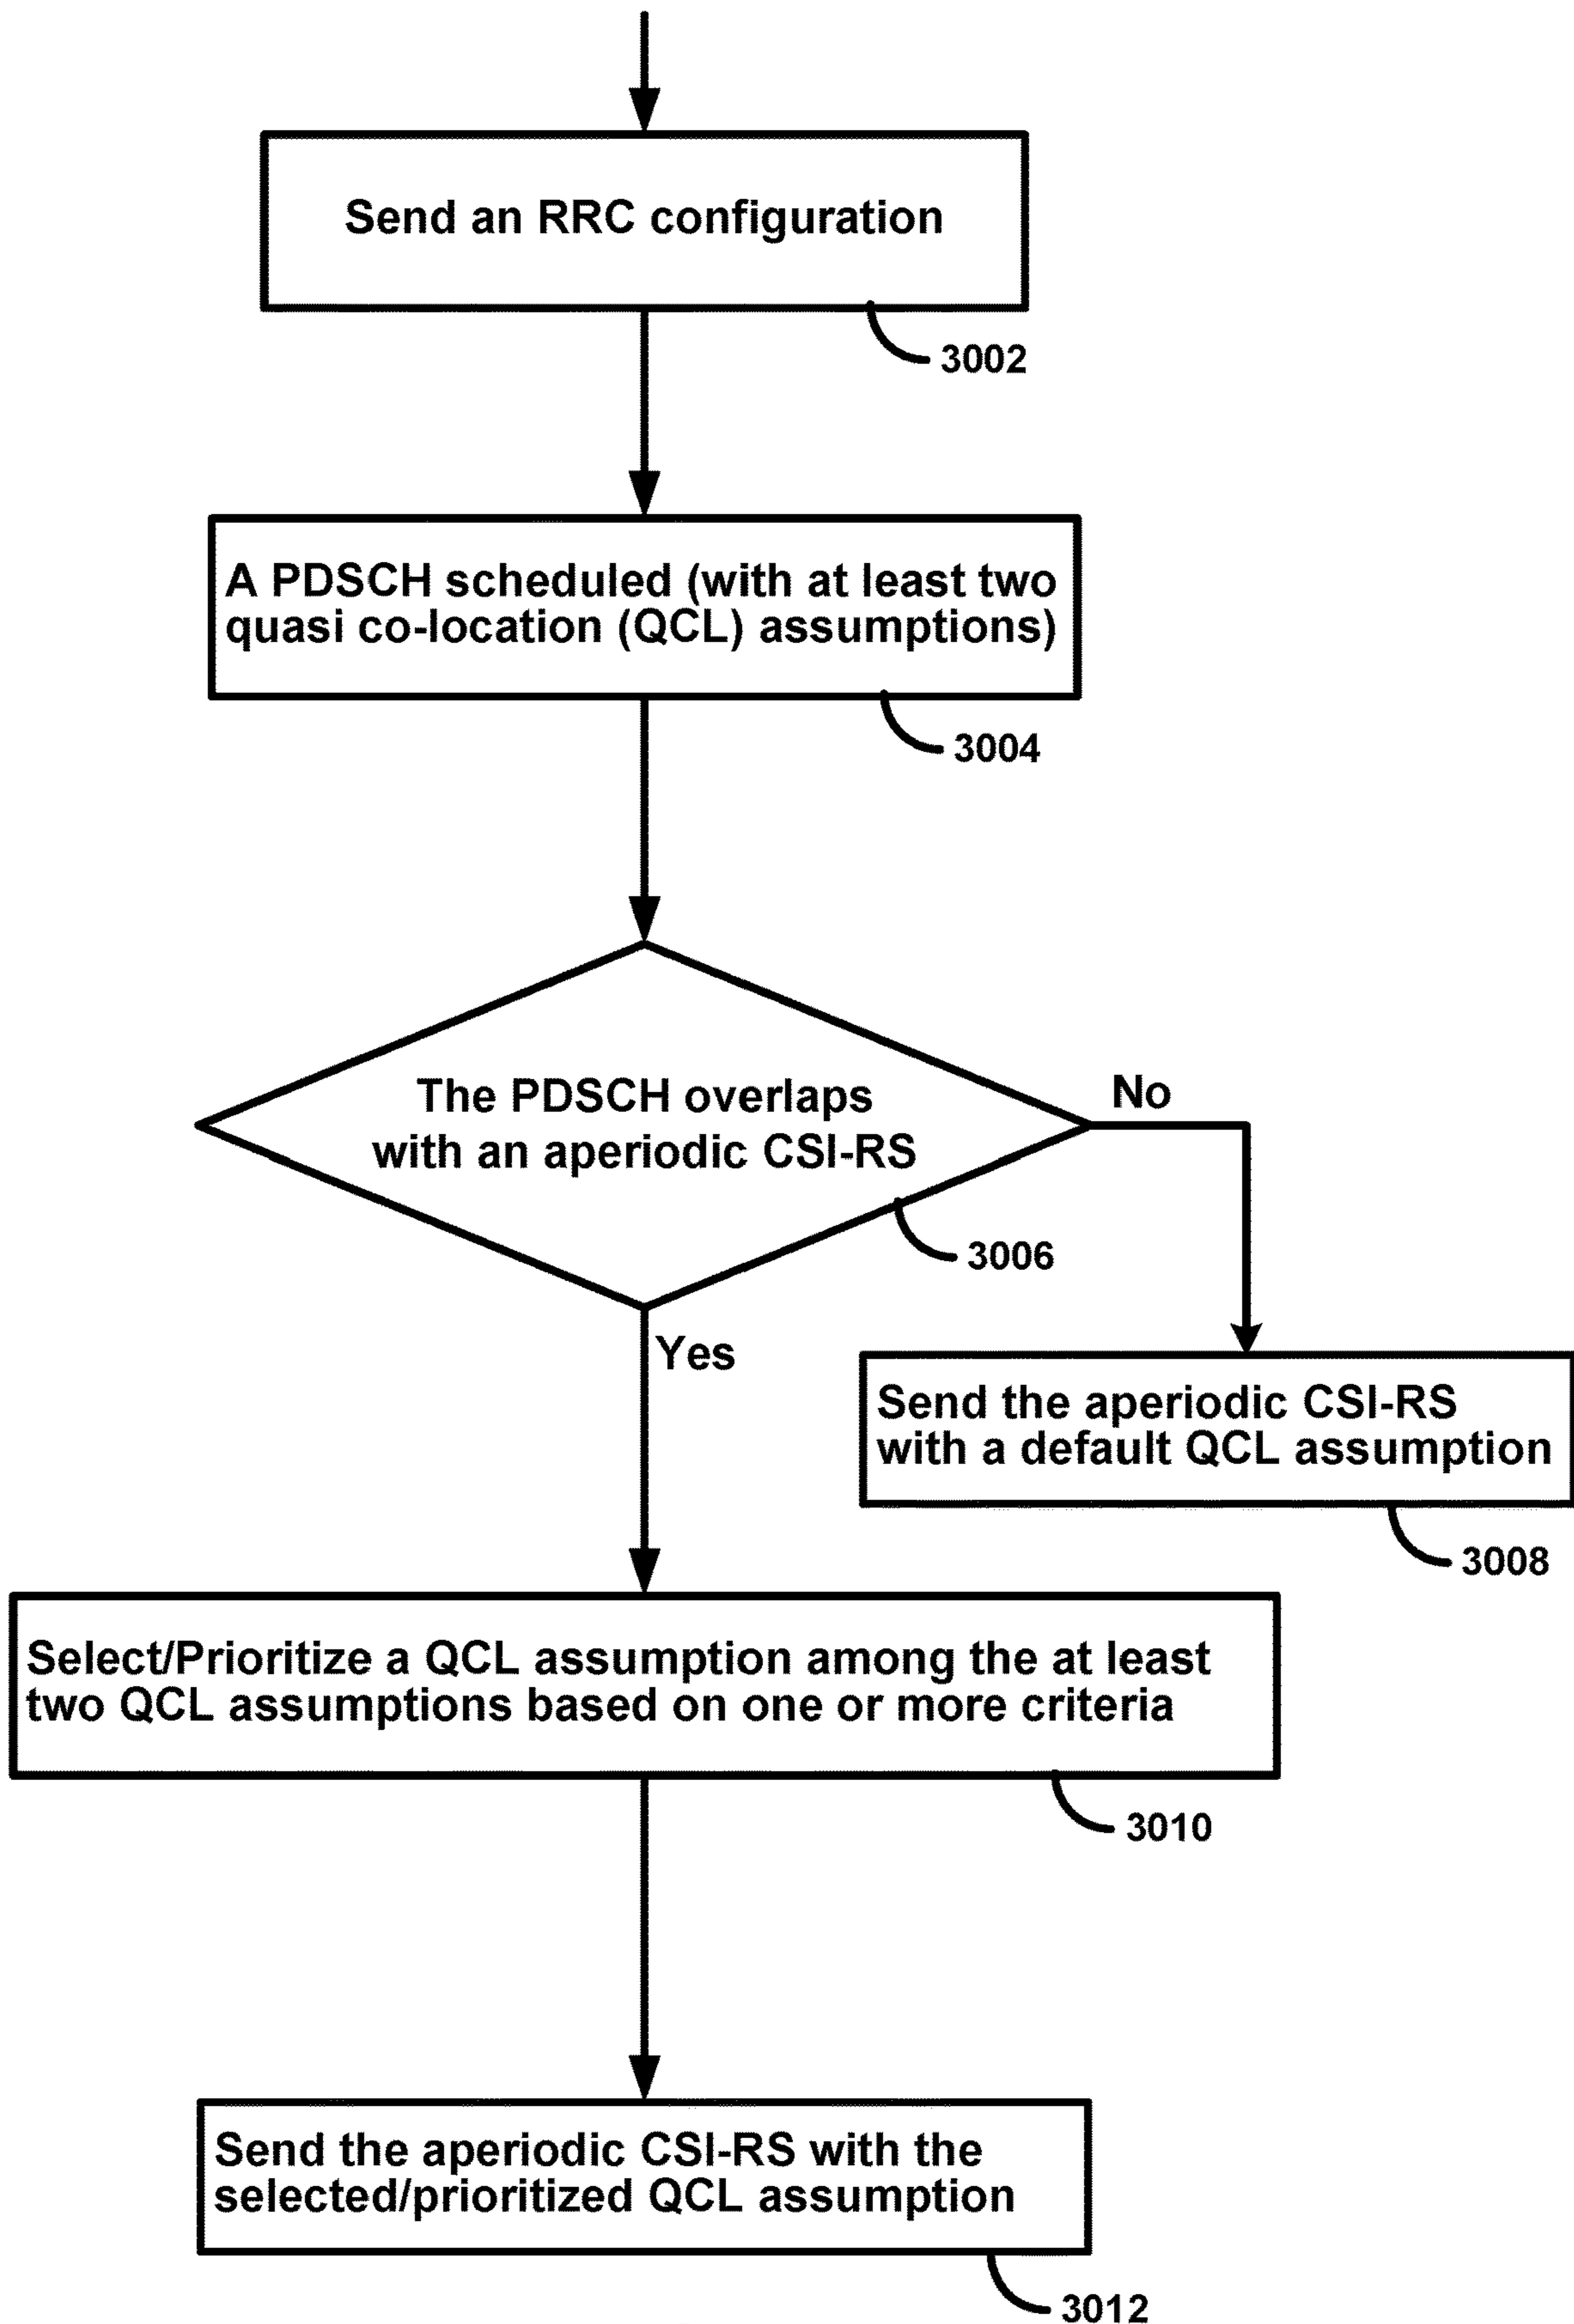 Send an RRC configuration
3002
A PDSCH scheduled (with at least two
quasi co-location (QCL) assumptions)
3004
The PDSCH overlaps
with an aperiodic CSI-RS
No
3006
Yes
Send the aperiodic CSI-RS
with a default QCL assumption
3008
Select/Prioritize a QCL assumption among the at least
two QCL assumptions based on one or more criteria
3010
Send the aperiodic CSI-RS with the
selected/prioritized QCL assumption
3012